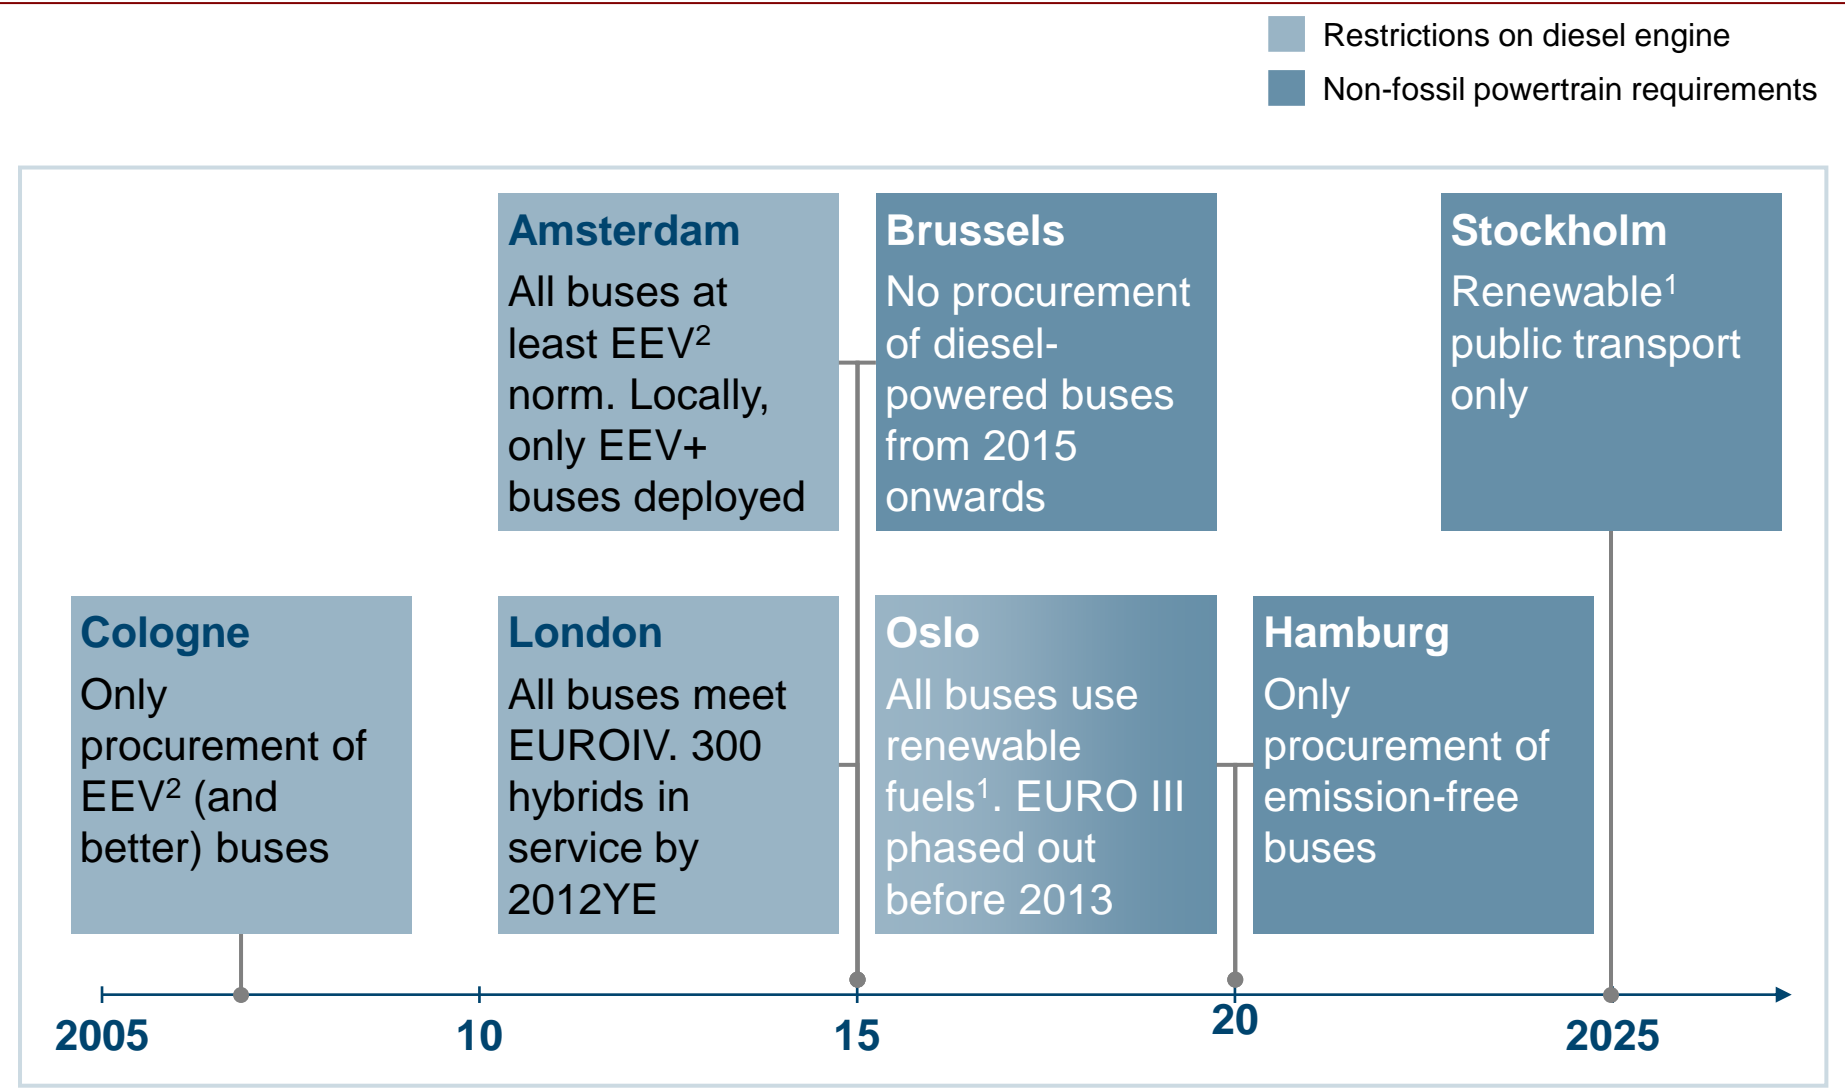 Restrictions on diesel engine
Non-fossil powertrain requirements
Amsterdam
All buses at
least EEV²
norm. Locally,
only EEV+
buses deployed
Brussels
No procurement
of diesel-
powered buses
from 2015
onwards
Stockholm
Renewable¹
public transport
only
Cologne
Only
procurement of
EEV² (and
better) buses
London
All buses meet
EUROIV. 300
hybrids in
service by
2012YE
Oslo
All buses use
renewable
fuels¹. EURO III
phased out
before 2013
Hamburg
Only
procurement of
emission-free
buses
2005
10
15
20
2025